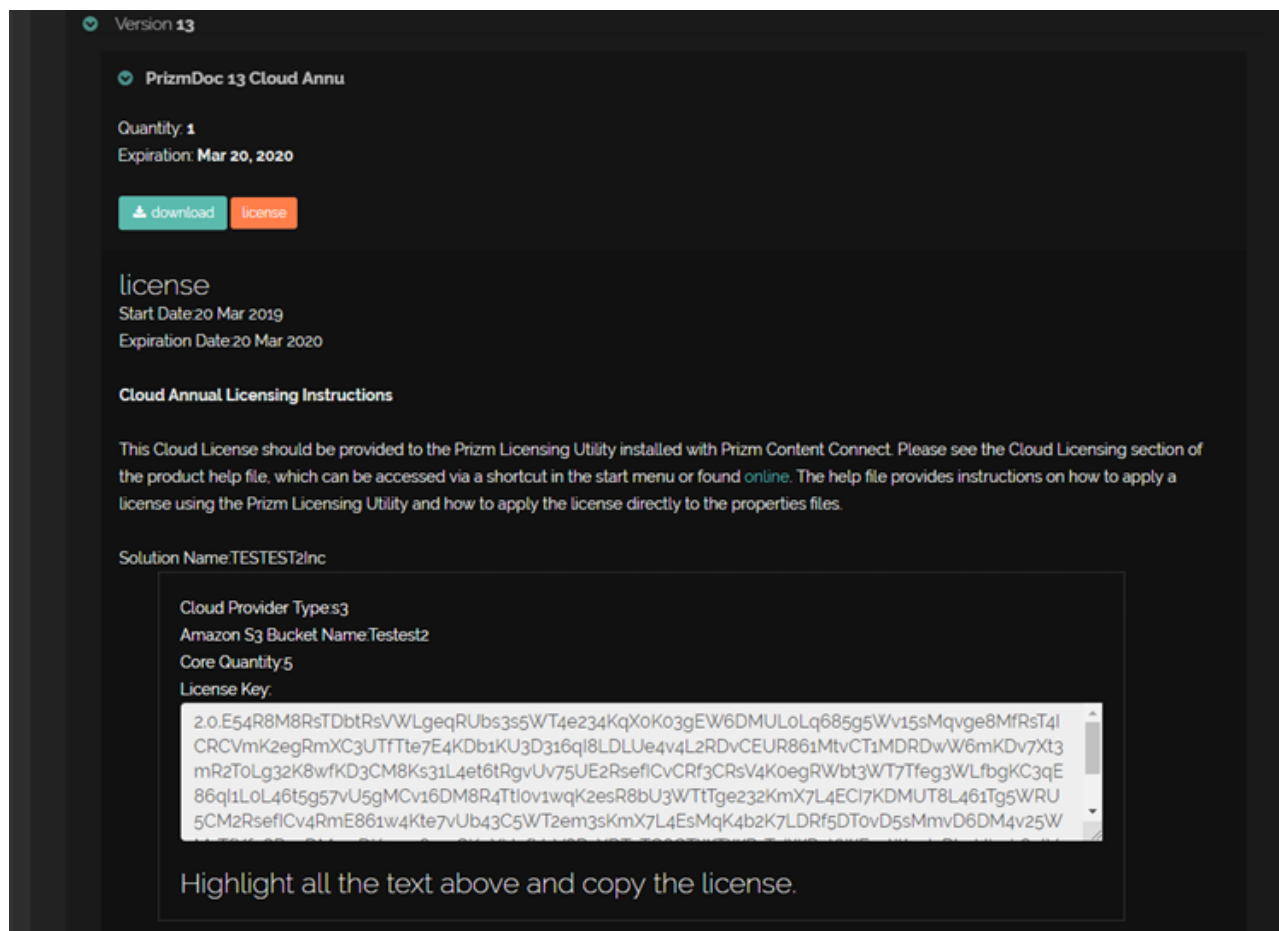 Version 13
PrizmDoc 13 Cloud Annu
Quantity: 1
Expiration: Mar 20, 2020
download license
license
Start Date:20 Mar 2019
Expiration Date:20 Mar 2020
Cloud Annual Licensing Instructions
This Cloud License should be provided to the Prizm Licensing Utility installed with Prizm Content Connect. Please see the Cloud Licensing section of
the product help file, which can be accessed via a shortcut in the start menu or found online. The help file provides instructions on how to apply a
license using the Prizm Licensing Utility and how to apply the license directly to the properties files.
Solution Name:TESTEST2Inc
Cloud Provider Type:s3
Amazon S3 Bucket Name:Testest2
Core Quantity:5
License Key:
2.0.E54R8M8RsTDbtRsVWLgeqRUbs3s5WT4e234KqX0K03gEW6DMUL0Lq685g5Wv15sMqvge8MfRsT4I
CRCVmK2egRmXC3UTfTte7E4KDb1KU3D316qI8LDLUe4v4L2RDvCEUR861MtvCT1MDRDwW6mKDv7Xt3
mR2T0Lg32K8wfKD3CM8Ks31L4et6tRgvUv75UE2RsefICvCRf3CRsV4K0egRWbt3WT7Tfeg3WLfbgKC3qE
86qI1L0L46t5g57vU5gMCv16DM8R4TtI0v1wqK2esR8bU3WTtTge232KmX7L4ECI7KDMUT8L461Tg5WRU
5CM2RsefICv4RmE861w4Kte7vUb43C5WT2em3sKmX7L4EsMqK4b2K7LDRf5DTovD5sMmvD6DM4v25W
Highlight all the text above and copy the license.